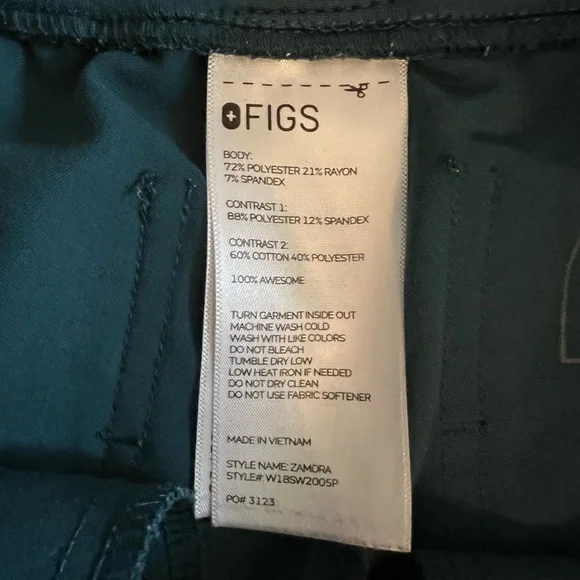 FIGS
BODY:
72% POLYESTER 21% RAYON
7% SPANDEX
CONTRAST 1:
88% POLYESTER 12% SPANDEX
CONTRAST 2:
60% COTTON 40% POLYESTER
100% AWESOME
TURN GARMENT INSIDE OUT
MACHINE WASH COLD
WASH WITH LIKE COLORS
DO NOT BLEACH
TUMBLE DRY LOW
LOW HEAT IRON IF NEEDED
DO NOT DRY CLEAN
DO NOT USE FABRIC SOFTENER
MADE IN VIETNAM
STYLE NAME: ZAMORA
STYLE# W18SW2005P
PO# 3123